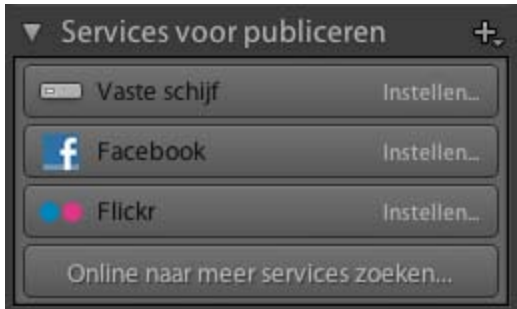 Services voor publiceren
Vaste schijf Instellen...
Facebook Instellen...
Flickr Instellen...
Online naar meer services zoeken...